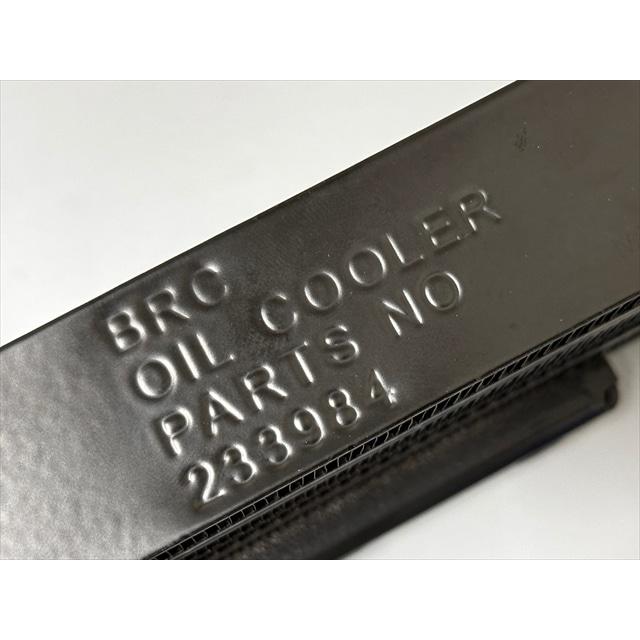 BRC
OIL COOLER
PARTS NO
233984